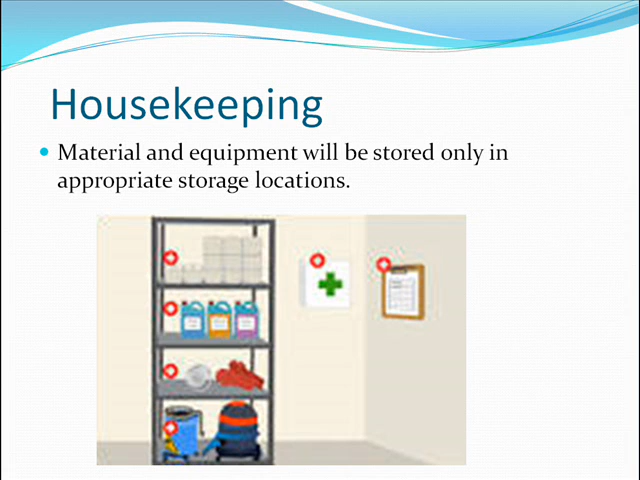 Housekeeping
Material and equipment will be stored only in
appropriate storage locations.